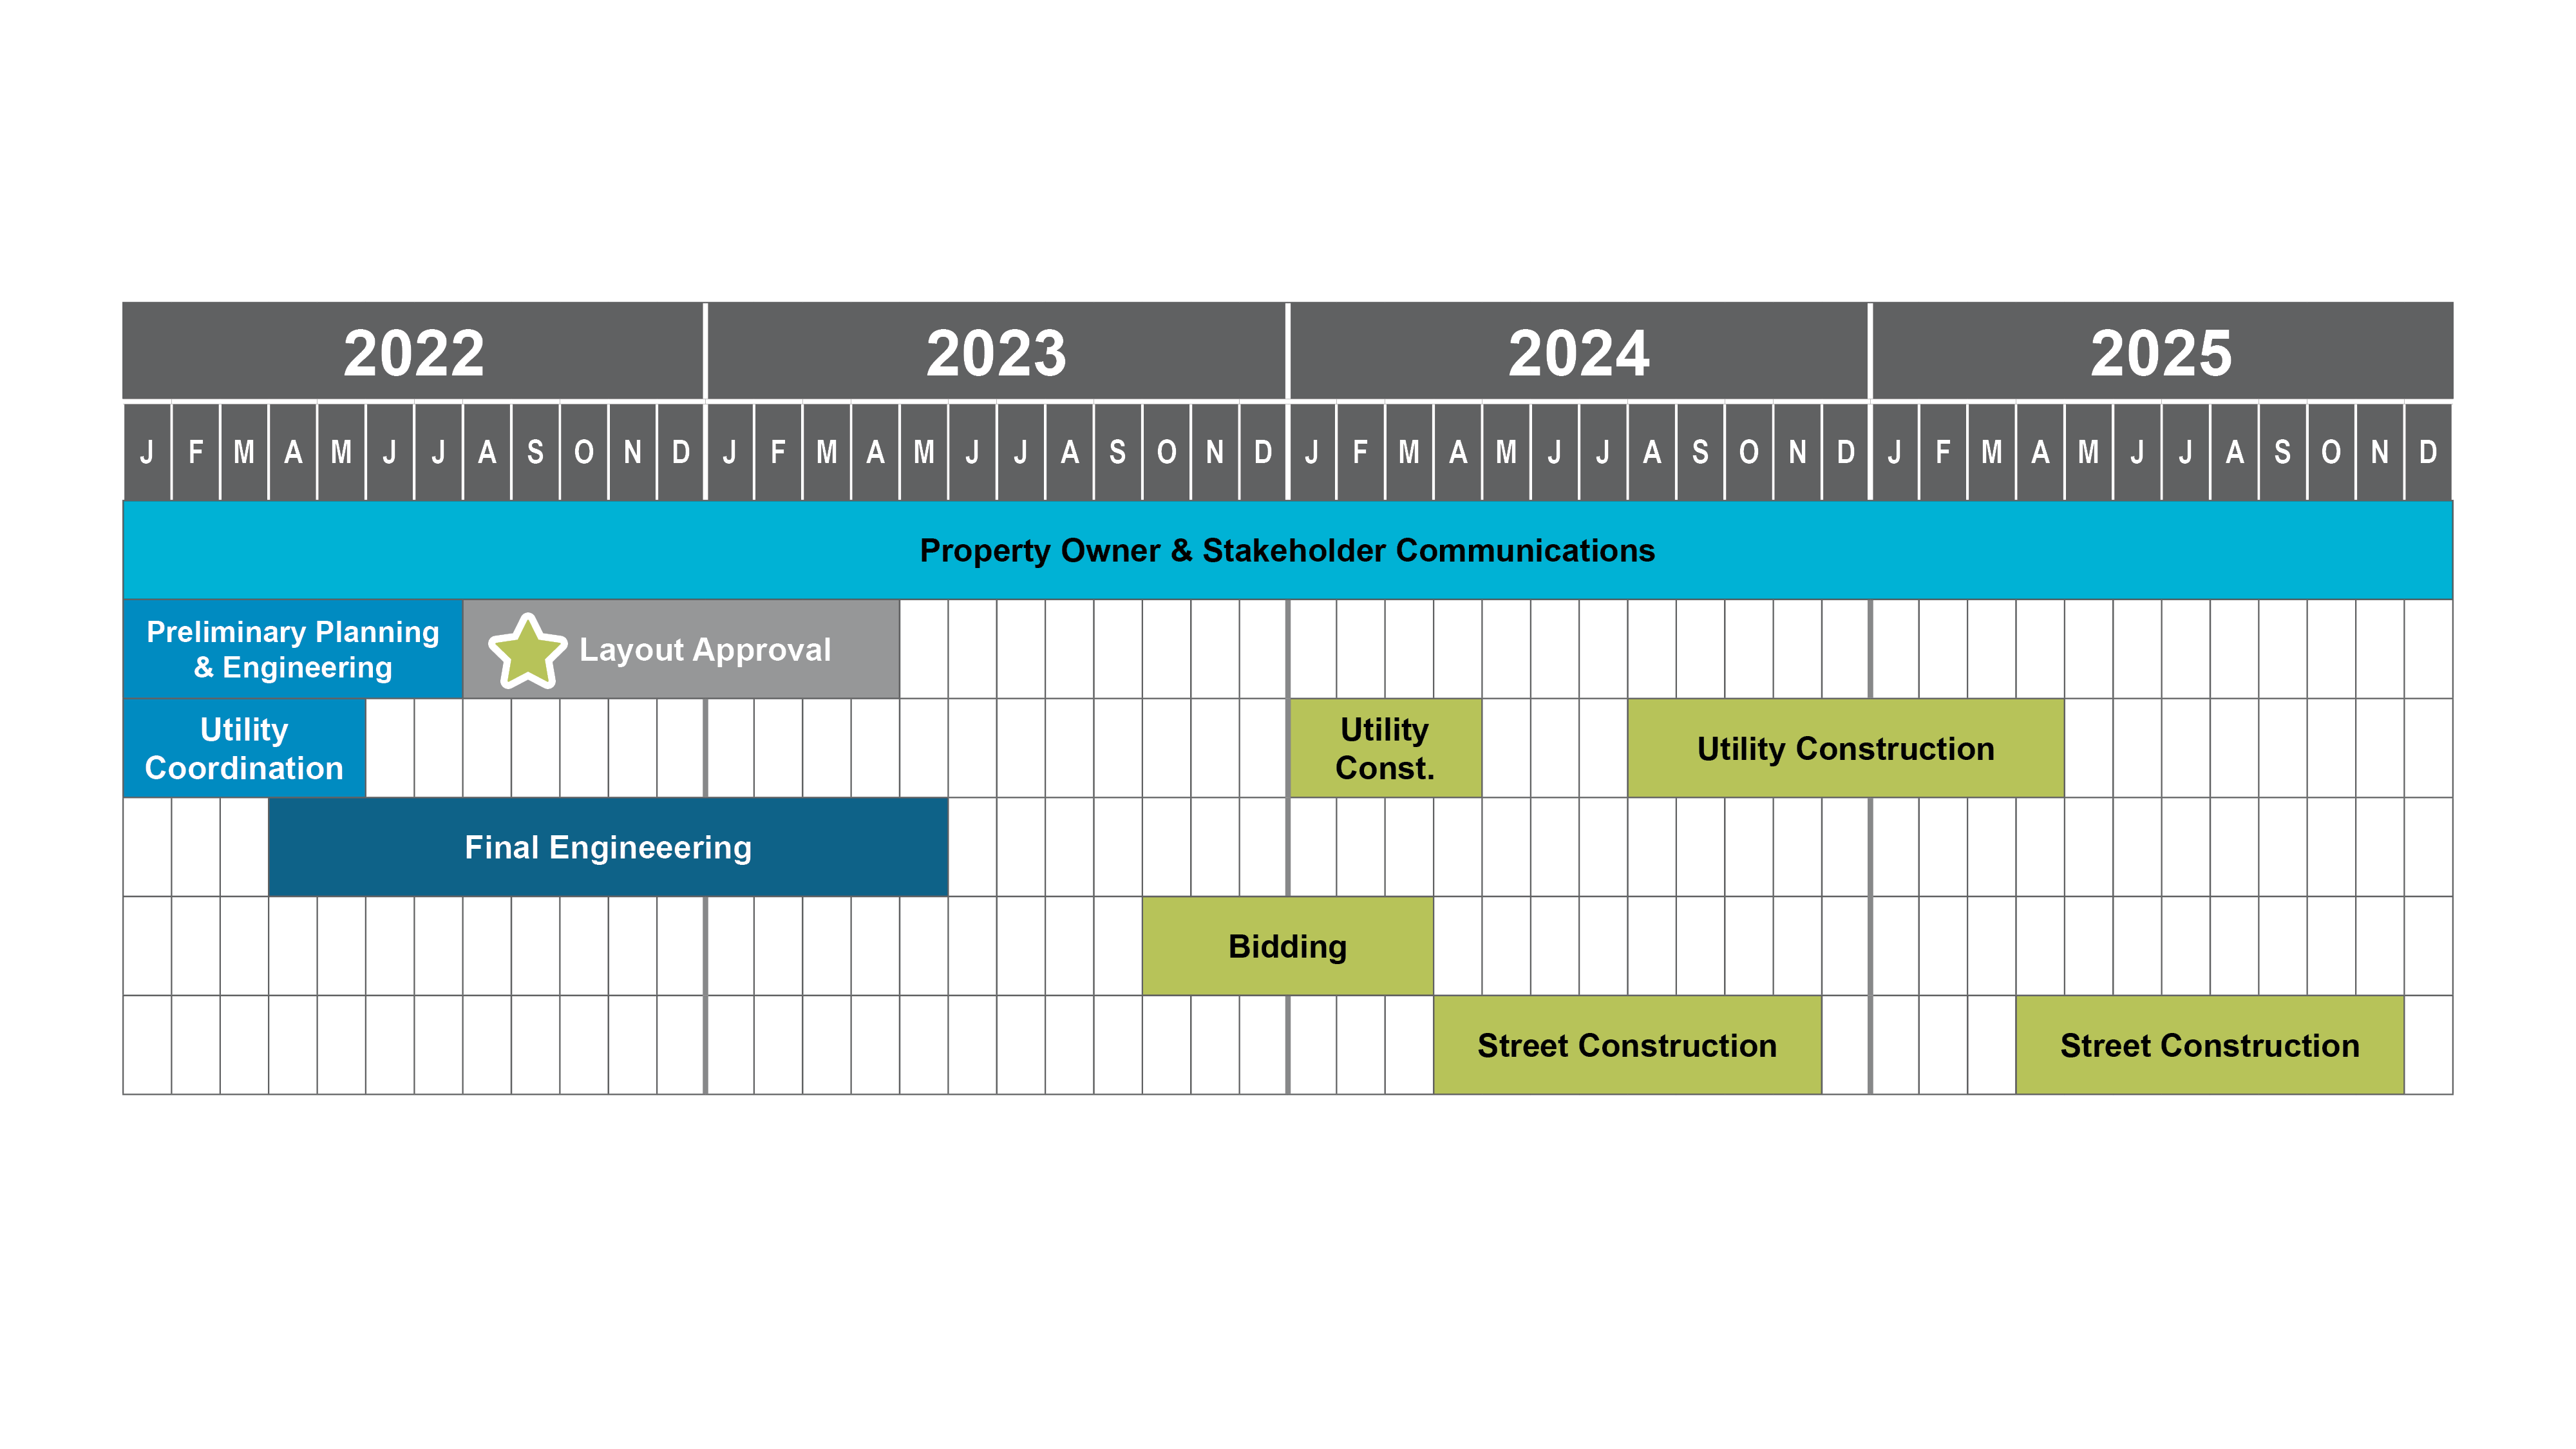 2022 2023 2024 2025
J F M A M J J A S O N D J F M A M J J A S O N D J F M A M J J A S O N D J F M A M J J A S O N D
Property Owner & Stakeholder Communications
Preliminary Planning
& Engineering
Layout Approval
Utility
Coordination
Utility
Const.
Utility Construction
Final Engineeering
Bidding
Street Construction
Street Construction